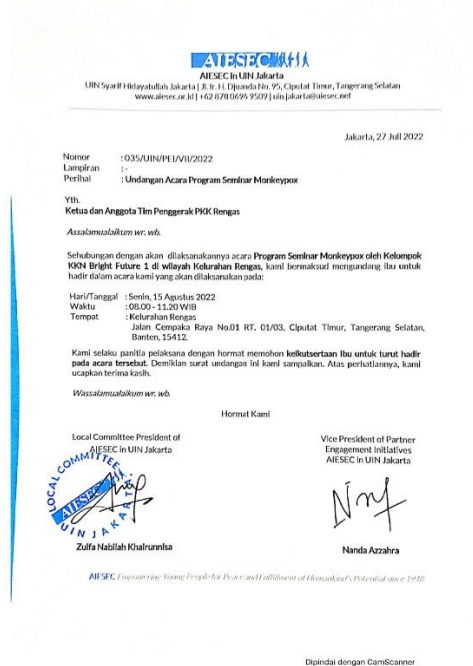 AIESEC
AIESEC in UIN Jakarta
UIN Syarif Hidayatullah Jakarta | Jl. Ir. H. Djuanda No. 95, Ciputat Timur, Tangerang Selatan
www.aiesec.or.id | +62 878 0696 9509 | uin.jakarta@aiesec.net
Jakarta, 27 Juli 2022
Nomor : 035/UIN/PEI/VII/2022
Lampiran : -
Perihal : Undangan Acara Program Seminar Monkeypox
Yth.
Ketua dan Anggota Tim Penggerak PKK Rengas
Assalamualaikum wr. wb.
Sehubungan dengan akan dilaksanakannya acara Program Seminar Monkeypox oleh Kelompok
KKN Bright Future 1 di wilayah Kelurahan Rengas, kami bermaksud mengundang Ibu untuk
hadir dalam acara kami yang akan dilaksanakan pada:
Hari/Tanggal : Senin, 15 Agustus 2022
Waktu : 08.00 - 11.20 WIB
Tempat : Kelurahan Rengas
Jalan Cempaka Raya No.01 RT. 01/03, Ciputat Timur, Tangerang Selatan,
Banten, 15412.
Kami selaku panitia pelaksana dengan hormat memohon keikutsertaan Ibu untuk turut hadir
pada acara tersebut. Demikian surat undangan ini kami sampaikan. Atas perhatiannya, kami
ucapkan terima kasih.
Wassalamualaikum wr. wb.
Hormat Kami
Local Committee President of
AIESEC in UIN Jakarta
LOCAL COMMITTEE
AIESEC
UIN JAKARTA
Zulfa Nabilah Khairunnisa
Vice President of Partner
Engagement Initiatives
AIESEC in UIN Jakarta
Nanda Azzahra
AIESEC Empowering Young People for Peace and Fulfillment of Humankind's Potential since 1948
Dipindai dengan CamScanner